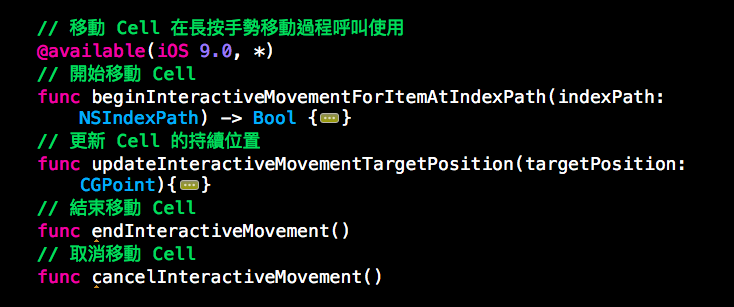 // 移動 Cell 在長按手勢移動過程呼叫使用
@available(iOS 9.0, *)
// 開始移動 Cell
func beginInteractiveMovementForItemAtIndexPath(indexPath:
NSIndexPath) -> Bool {...}
// 更新 Cell 的持續位置
func updateInteractiveMovementTargetPosition(targetPosition:
CGPoint){...}
// 結束移動 Cell
func endInteractiveMovement()
// 取消移動 Cell
func cancelInteractiveMovement()